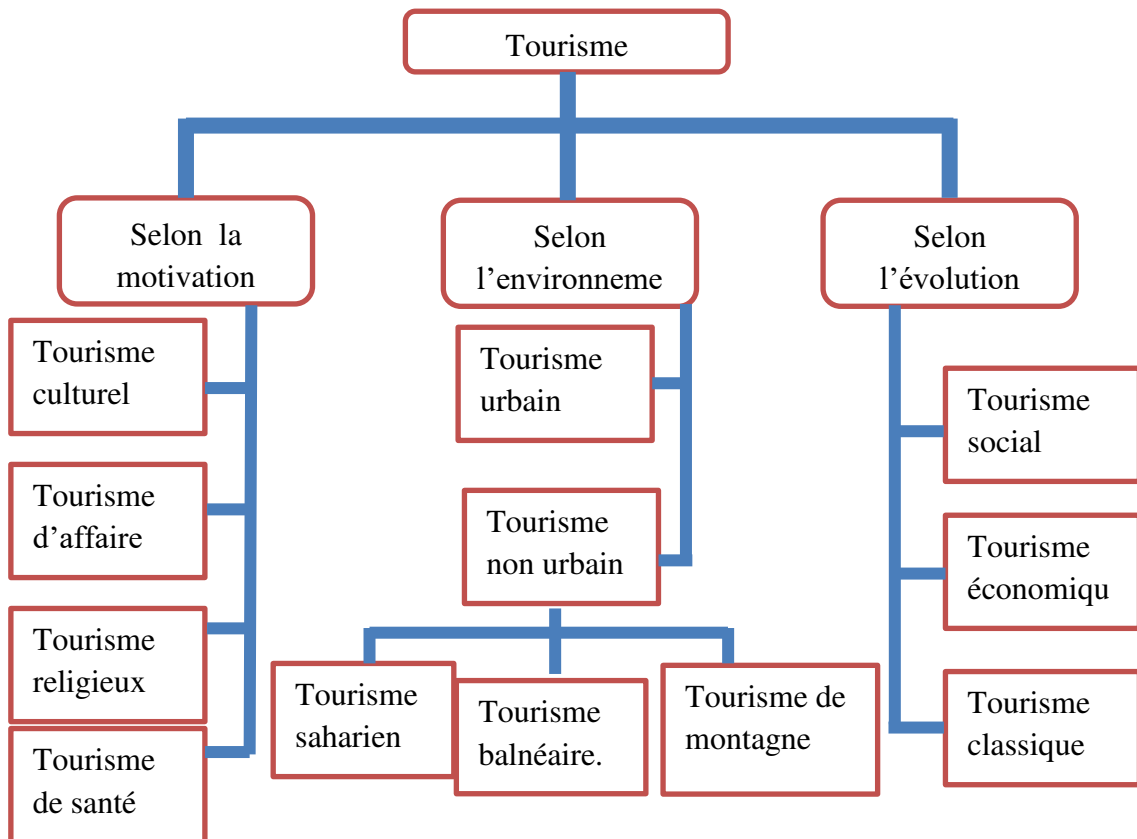 Tourisme
Selon la
motivation
Selon
l’environneme
Selon
l’évolution
Tourisme
culturel
Tourisme
d’affaire
Tourisme
religieux
Tourisme
de santé
Tourisme
urbain
Tourisme
non urbain
Tourisme
saharien
Tourisme
balnéaire.
Tourisme de
montagne
Tourisme
social
Tourisme
économiqu
Tourisme
classique